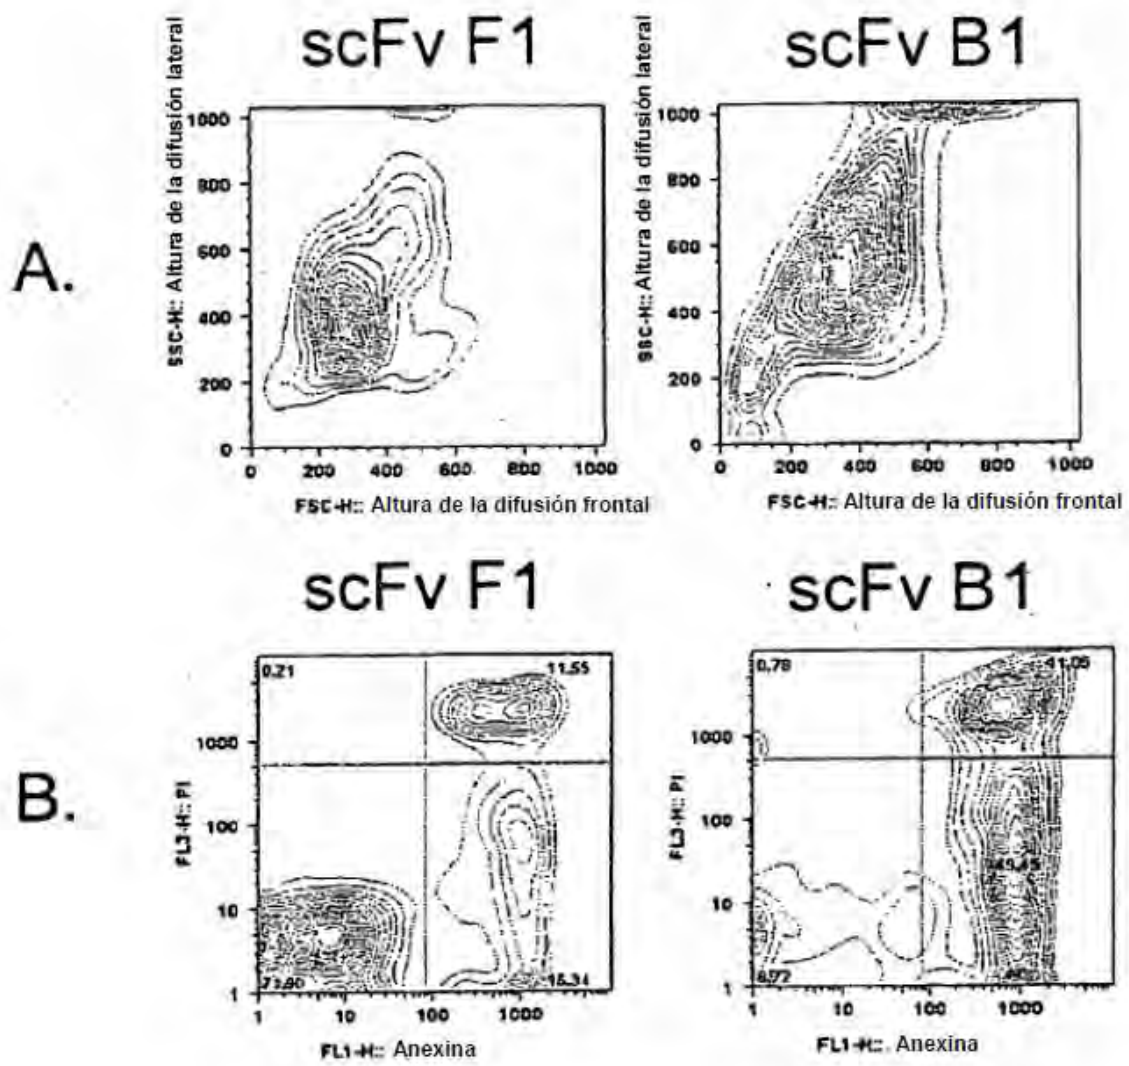 scFv F1
scFv B1
A.
SSC-H:: Altura de la difusión lateral
1000
800
600
400
200
0
0 200 400 600 800 1000
FSC-H:: Altura de la difusión frontal
SSC-H:: Altura de la difusión lateral
1000
800
600
400
200
0
0 200 400 600 800 1000
FSC-H:: Altura de la difusión frontal
scFv F1
scFv B1
B.
FL3-H:: PI
0,21 11,55
1000
100
10
1
15,31
1 10 100 1000
FL1-H:: Anexina
FL3-H:: PI
0,78 41,05
1000
100
49,45
10
1
1 10 100 1000
FL1-H:: Anexina